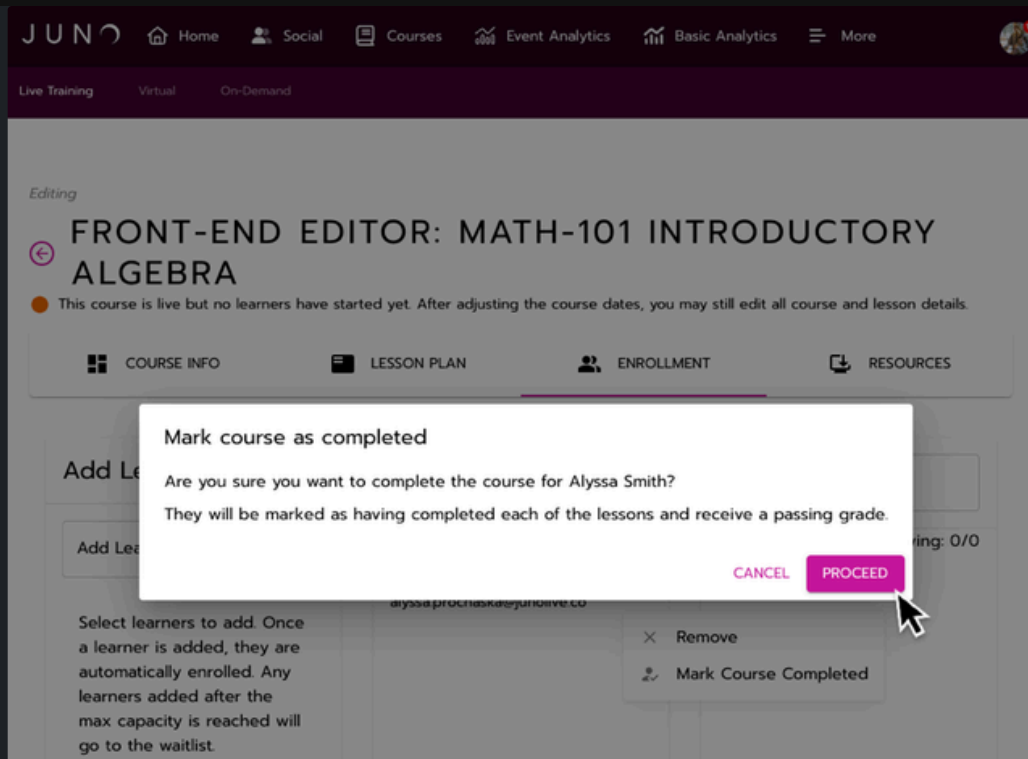 JUNO Home Social Courses Event Analytics Basic Analytics More
Live Training Virtual On-Demand
Editing
FRONT-END EDITOR: MATH-101 INTRODUCTORY
ALGEBRA
This course is live but no learners have started yet. After adjusting the course dates, you may still edit all course and lesson details.
COURSE INFO LESSON PLAN ENROLLMENT RESOURCES
Mark course as completed
Add Le
Are you sure you want to complete the course for Alyssa Smith?
They will be marked as having completed each of the lessons and receive a passing grade.
Add Lea
ing: 0/0
CANCEL PROCEED
alyssa.prochaska@junolive.co
Select learners to add. Once
a learner is added, they are
automatically enrolled. Any
learners added after the
max capacity is reached will
go to the waitlist.
Remove
Mark Course Completed